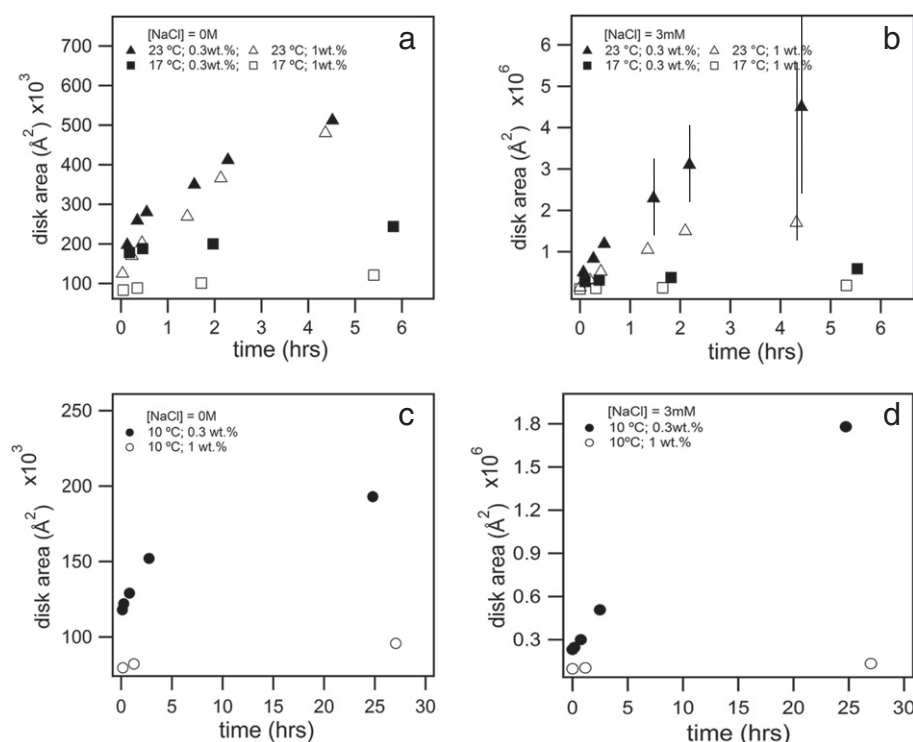 a
[NaCl] = 0M
▲ 23 ºC; 0.3wt.%; △ 23 ºC; 1wt.%
■ 17 ºC; 0.3wt.%; □ 17 ºC; 1wt.%
disk area (Å²) x10³
700
600
500
400
300
200
100
0 1 2 3 4 5 6
time (hrs)
b
[NaCl] = 3mM
▲ 23 ºC; 0.3 wt.%; △ 23 ºC; 1 wt.%
■ 17 ºC; 0.3 wt.%; □ 17 ºC; 1 wt.%
disk area (Å²) x10⁶
6
5
4
3
2
1
0 1 2 3 4 5 6
time (hrs)
c
[NaCl] = 0M
● 10 ºC; 0.3 wt.%
○ 10 ºC; 1 wt.%
disk area (Å²) x10³
250
200
150
100
0 5 10 15 20 25 30
time (hrs)
d
[NaCl] = 3mM
● 10 ºC; 0.3wt.%
○ 10ºC; 1 wt.%
disk area (Å²) x10⁶
1.8
1.5
1.2
0.9
0.6
0.3
0 5 10 15 20 25 30
time (hrs)